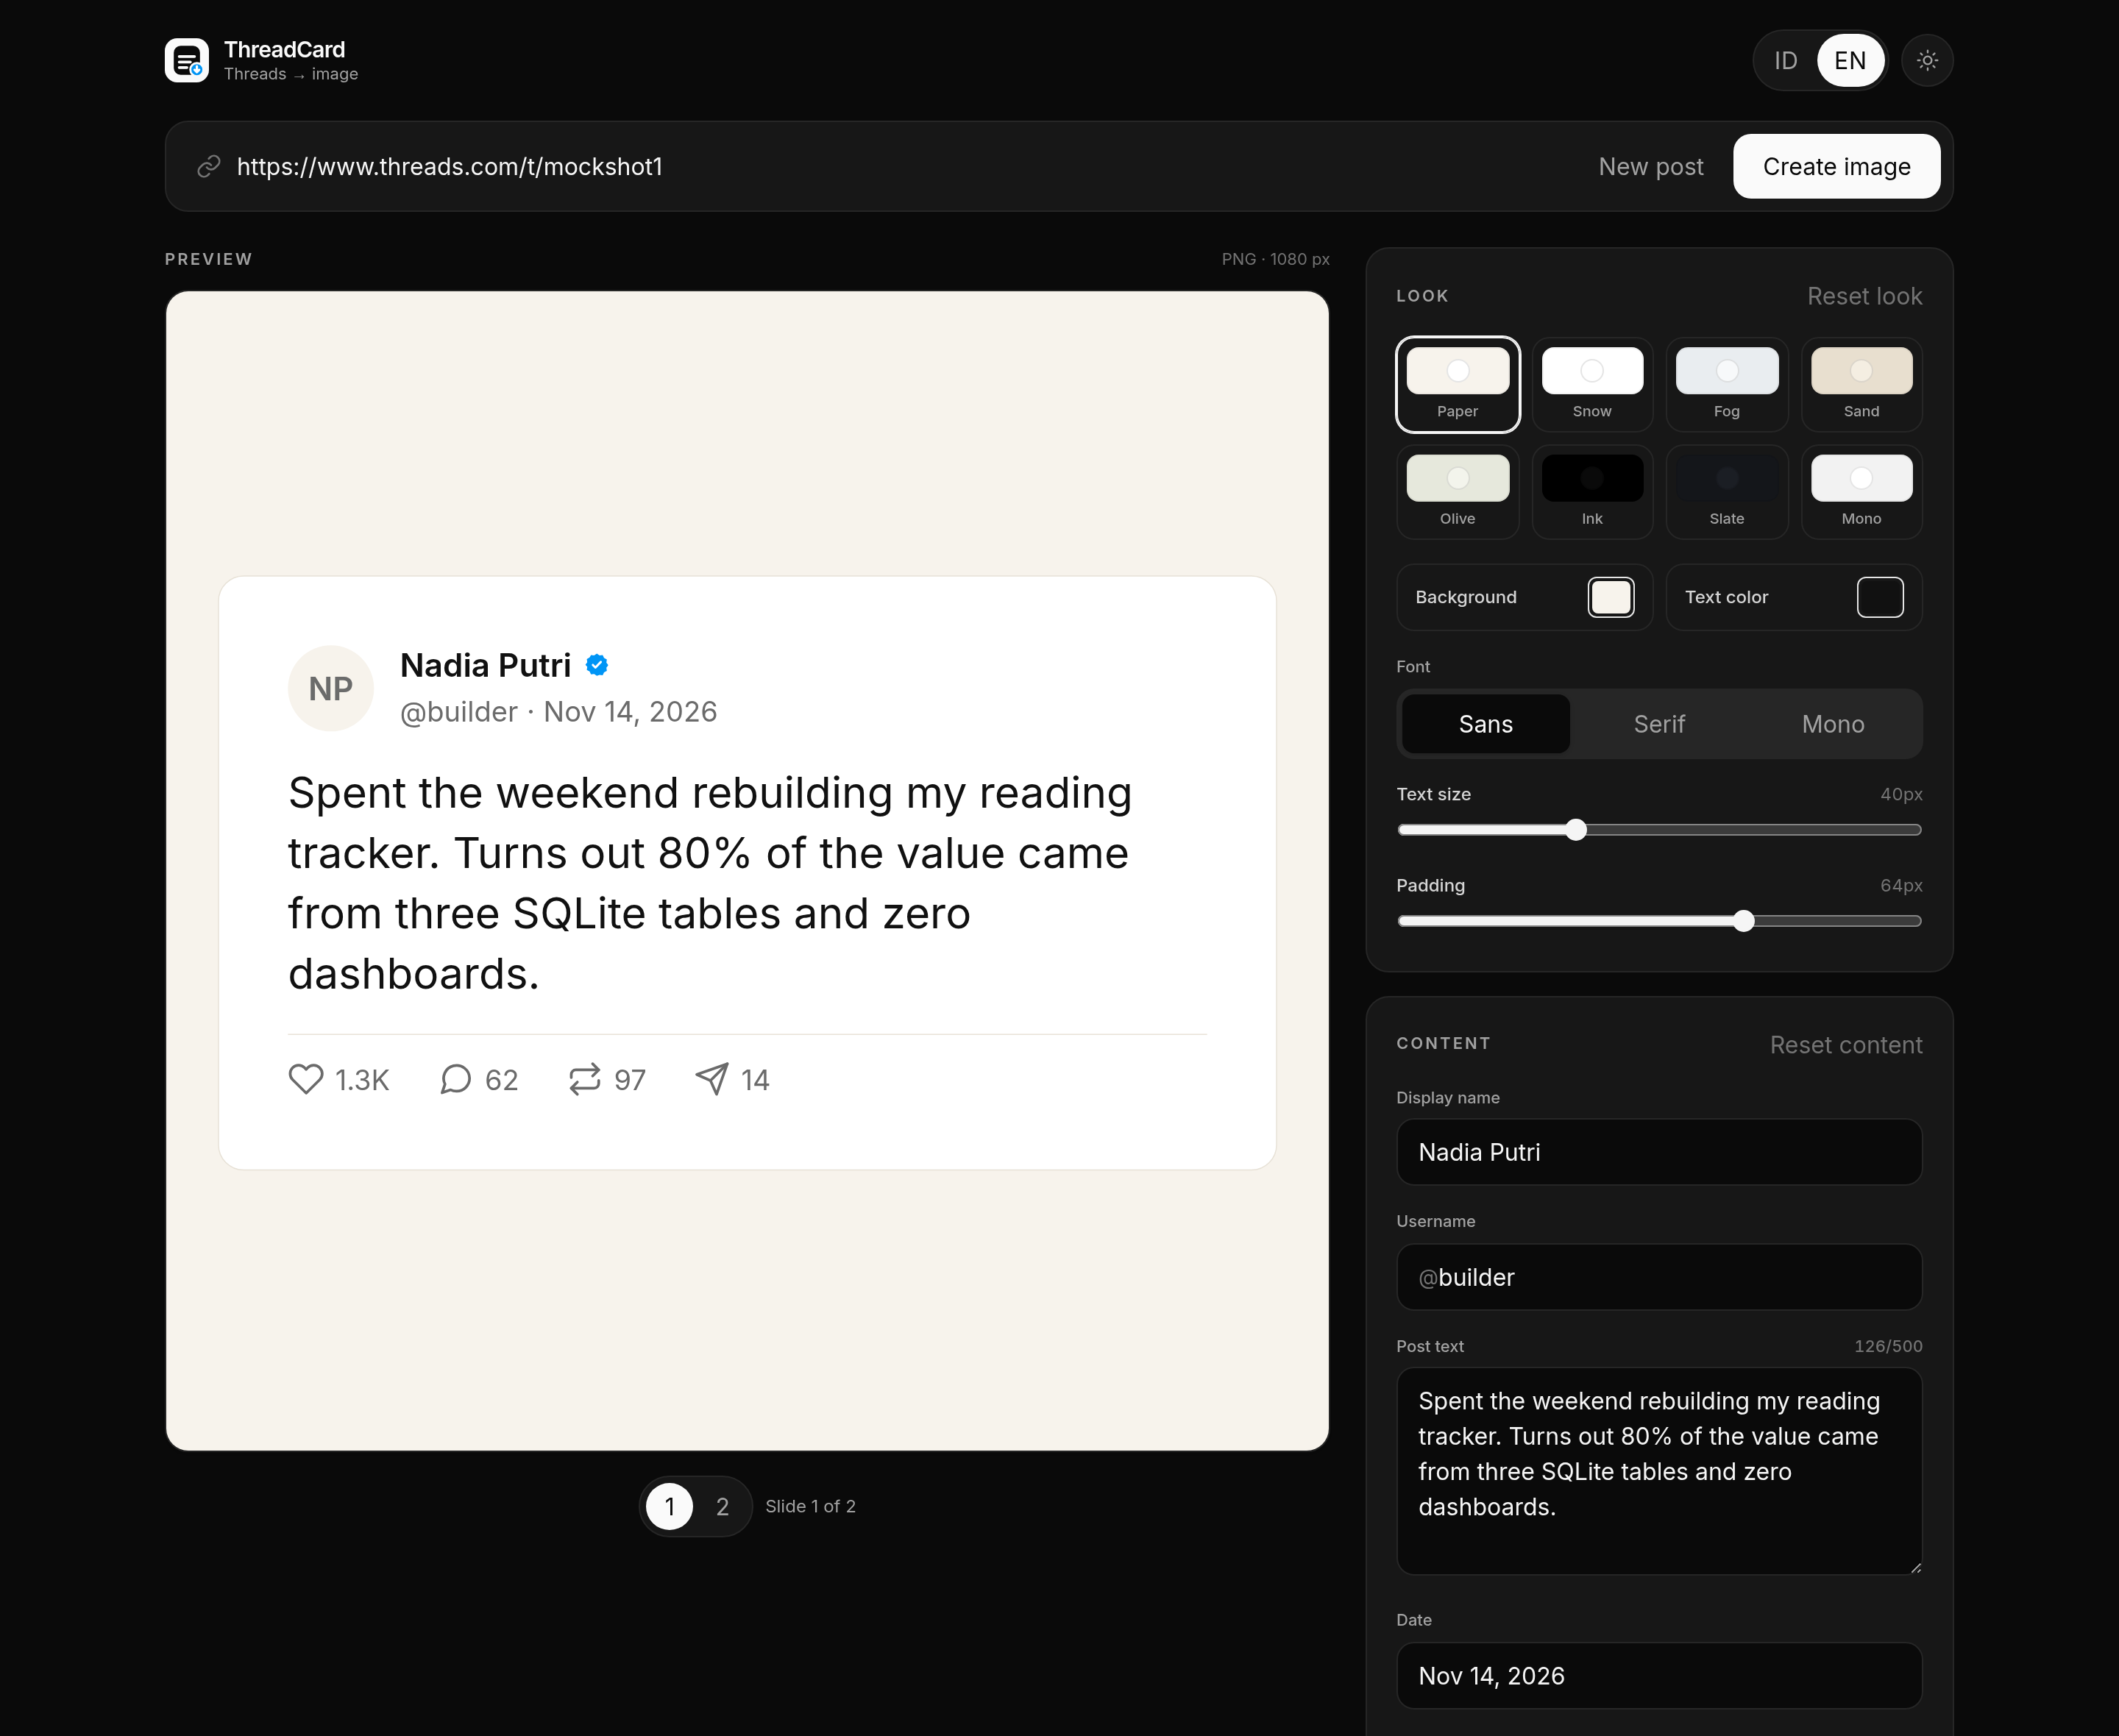 ThreadCard
Threads → image
ID
EN
https://www.threads.com/t/mockshot1
New post
Create image
PREVIEW
PNG · 1080 px
NP
Nadia Putri
@builder · Nov 14, 2026
Spent the weekend rebuilding my reading
tracker. Turns out 80% of the value came
from three SQLite tables and zero
dashboards.
1.3K
62
97
14
1
2
Slide 1 of 2
LOOK
Reset look
Paper
Snow
Fog
Sand
Olive
Ink
Slate
Mono
Background
Text color
Font
Sans
Serif
Mono
Text size
40px
Padding
64px
CONTENT
Reset content
Display name
Nadia Putri
Username
@builder
Post text
126/500
Spent the weekend rebuilding my reading
tracker. Turns out 80% of the value came
from three SQLite tables and zero
dashboards.
Date
Nov 14, 2026